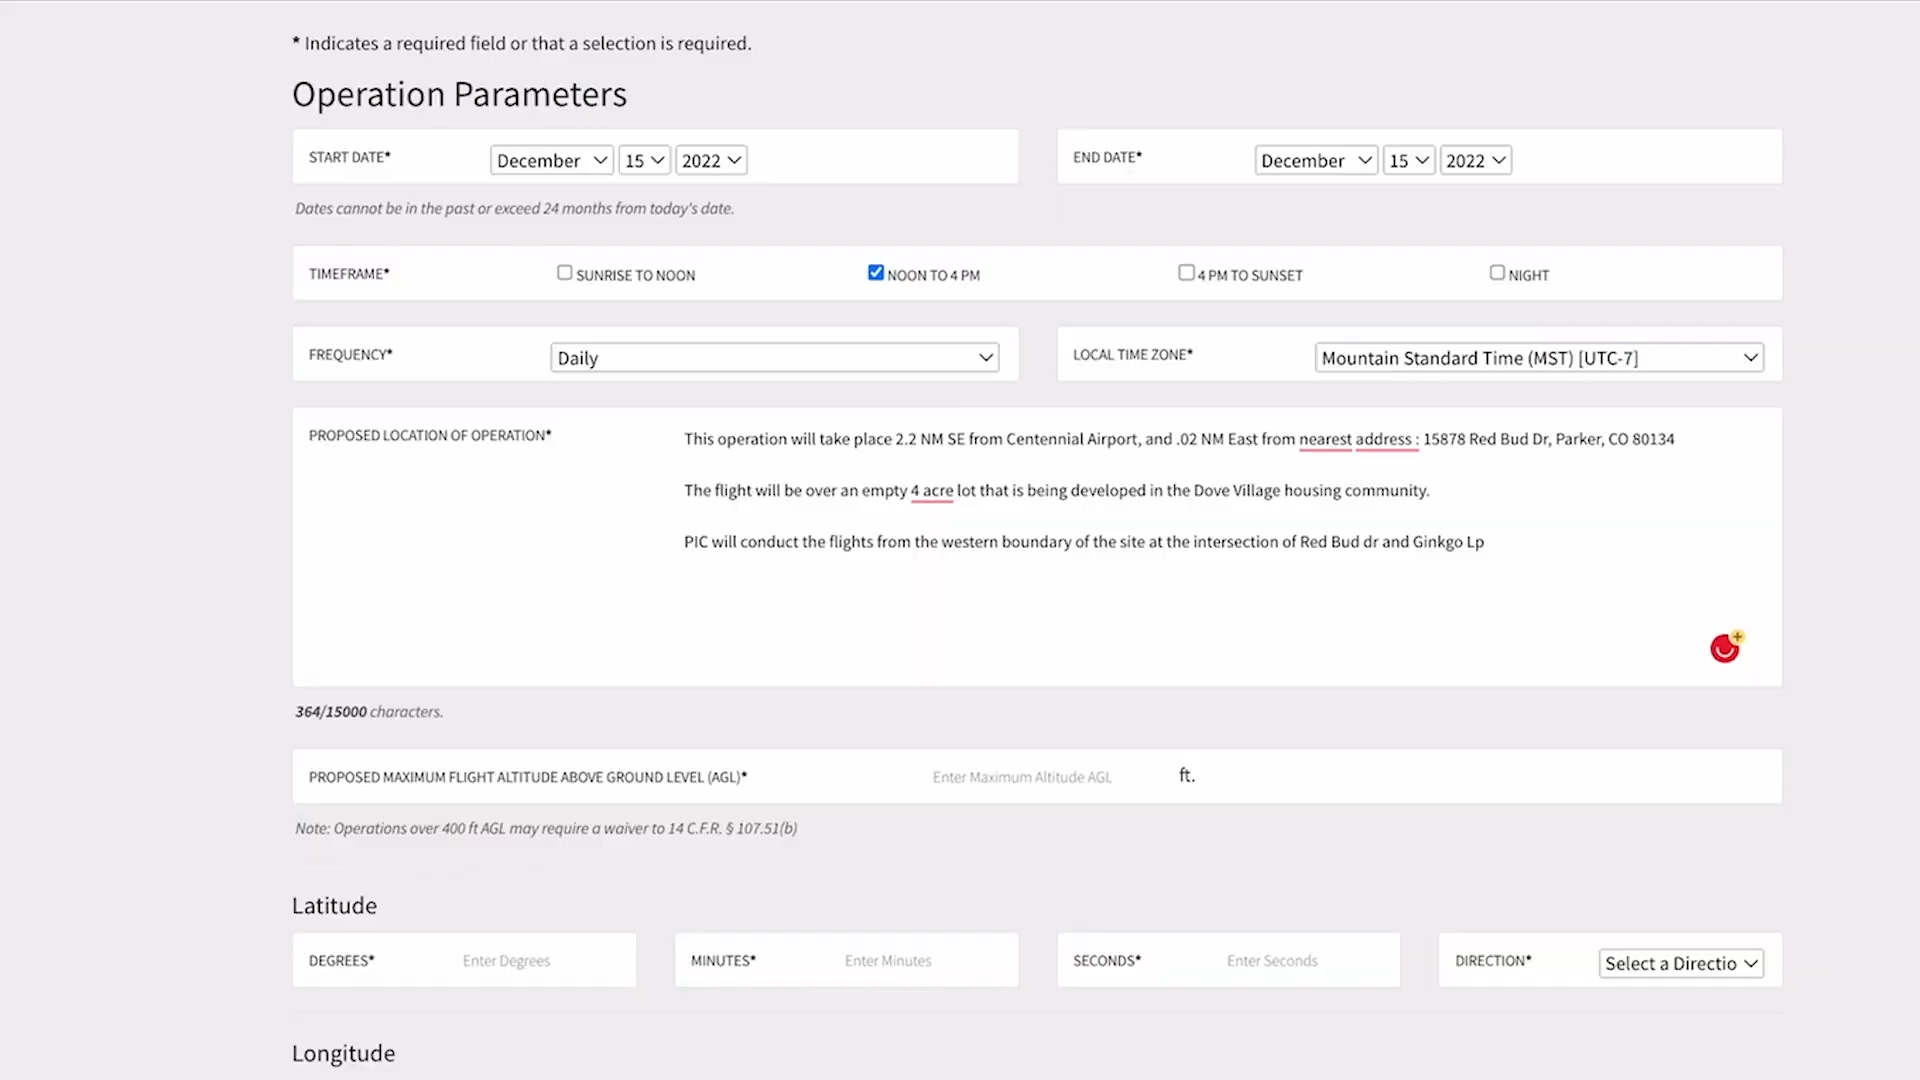 * Indicates a required field or that a selection is required.
Operation Parameters
START DATE* December 15 2022 END DATE* December 15 2022
Dates cannot be in the past or exceed 24 months from today's date.
TIMEFRAME* SUNRISE TO NOON NOON TO 4 PM 4 PM TO SUNSET NIGHT
FREQUENCY* Daily LOCAL TIME ZONE* Mountain Standard Time (MST) [UTC-7]
PROPOSED LOCATION OF OPERATION* This operation will take place 2.2 NM SE from Centennial Airport, and .02 NM East from nearest address : 15878 Red Bud Dr, Parker, CO 80134
The flight will be over an empty 4 acre lot that is being developed in the Dove Village housing community.
PIC will conduct the flights from the western boundary of the site at the intersection of Red Bud dr and Ginkgo Lp
364/15000 characters.
PROPOSED MAXIMUM FLIGHT ALTITUDE ABOVE GROUND LEVEL (AGL)* Enter Maximum Altitude AGL ft.
Note: Operations over 400 ft AGL may require a waiver to 14 C.F.R. § 107.51(b)
Latitude
DEGREES* Enter Degrees MINUTES* Enter Minutes SECONDS* Enter Seconds DIRECTION* Select a Directio
Longitude